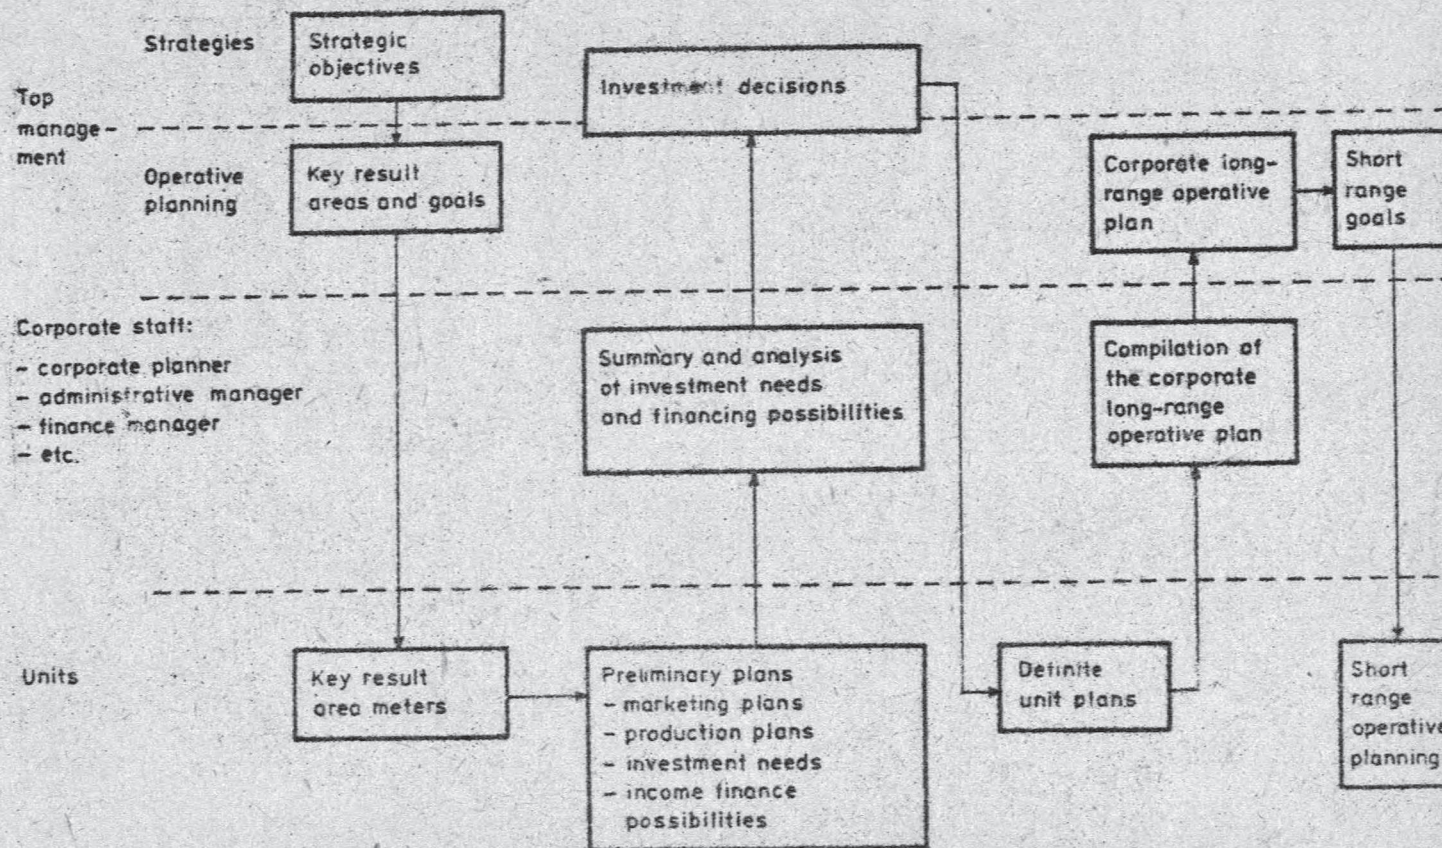 Strategies
Strategic
objectives
Investment decisions
Top
manage-
ment
Operative
planning
Key result
areas and goals
Corporate long-
range operative
plan
Short
range
goals
Corporate staff:
- corporate planner
- administrative manager
- finance manager
- etc.
Summary and analysis
of investment needs
and financing possibilities
Compilation of
the corporate
long-range
operative plan
Units
Key result
area meters
Preliminary plans
- marketing plans
- production plans
- investment needs
- income finance
possibilities
Definite
unit plans
Short
range
operative
planning